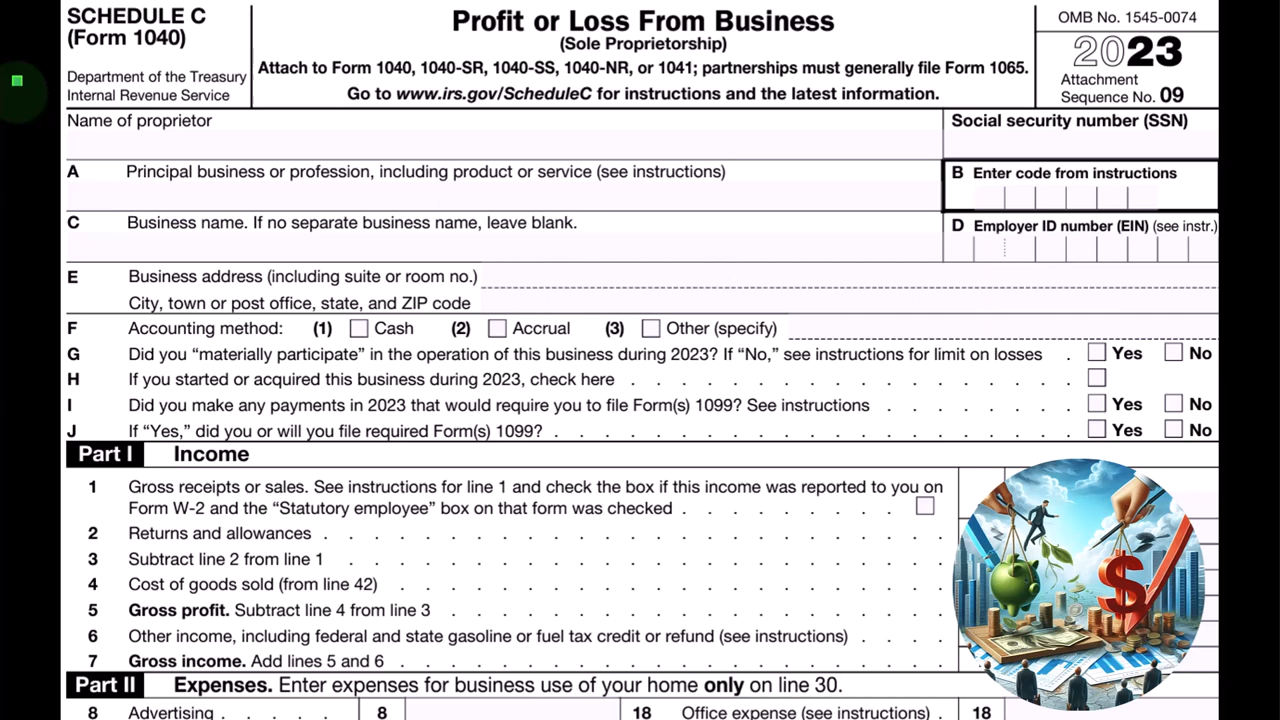 SCHEDULE C
(Form 1040)
Department of the Treasury
Internal Revenue Service
Profit or Loss From Business
(Sole Proprietorship)
Attach to Form 1040, 1040-SR, 1040-SS, 1040-NR, or 1041; partnerships must generally file Form 1065.
Go to www.irs.gov/ScheduleC for instructions and the latest information.
OMB No. 1545-0074
2023
Attachment
Sequence No. 09
Name of proprietor
Social security number (SSN)
A Principal business or profession, including product or service (see instructions)
B Enter code from instructions
C Business name. If no separate business name, leave blank.
D Employer ID number (EIN) (see instr.)
E Business address (including suite or room no.)
City, town or post office, state, and ZIP code
F Accounting method: (1) Cash (2) Accrual (3) Other (specify)
G Did you “materially participate” in the operation of this business during 2023? If “No,” see instructions for limit on losses . Yes No
H If you started or acquired this business during 2023, check here . . . . . . . . . . . . . . . . . .
I Did you make any payments in 2023 that would require you to file Form(s) 1099? See instructions . . . . . . . Yes No
J If “Yes,” did you or will you file required Form(s) 1099? . . . . . . . . . . . . . . . . . . . . Yes No
Part I Income
1 Gross receipts or sales. See instructions for line 1 and check the box if this income was reported to you on
Form W-2 and the “Statutory employee” box on that form was checked . . . . . . . . .
2 Returns and allowances . . . . . . . . . . . . . . . . . . . . . . . .
3 Subtract line 2 from line 1 . . . . . . . . . . . . . . . . . . . . . . .
4 Cost of goods sold (from line 42) . . . . . . . . . . . . . . . . . . . . .
5 Gross profit. Subtract line 4 from line 3 . . . . . . . . . . . . . . . . . . .
6 Other income, including federal and state gasoline or fuel tax credit or refund (see instructions) . . . .
7 Gross income. Add lines 5 and 6 . . . . . . . . . . . . . . . . . . . . .
$
Part II Expenses. Enter expenses for business use of your home only on line 30.
8 Advertising . . . . . 8
18 Office expense (see instructions) . 18